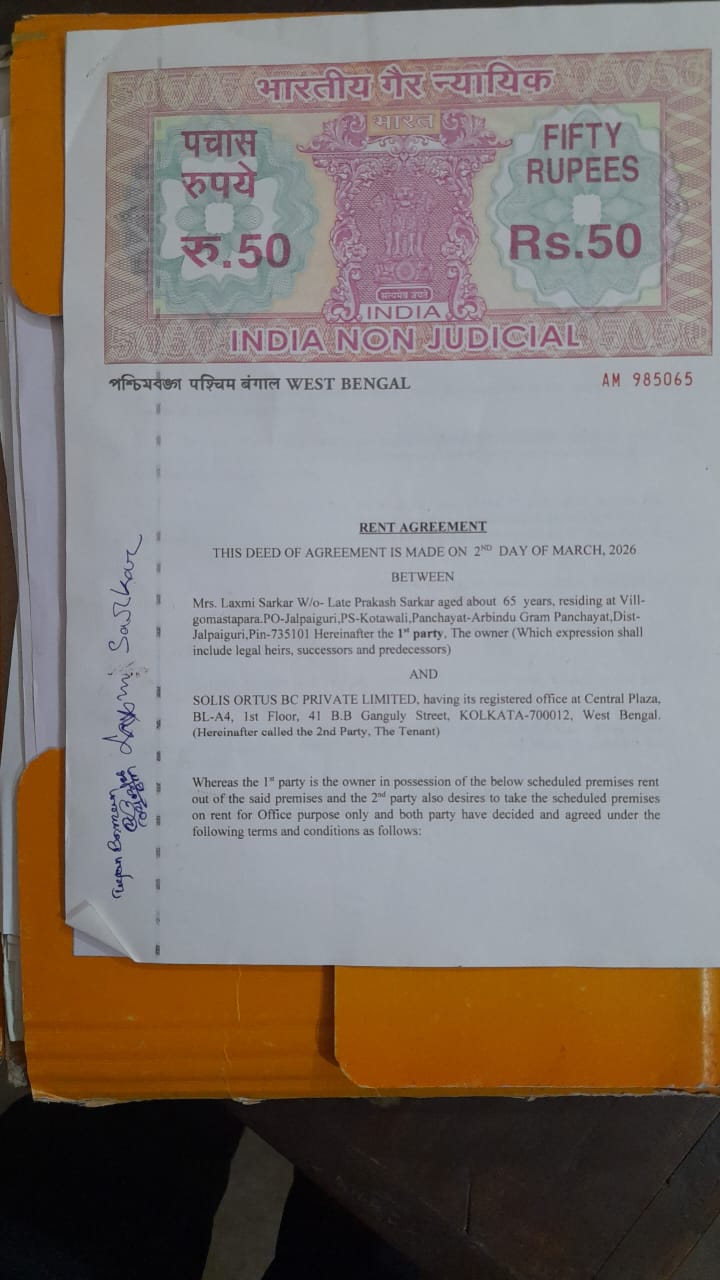 भारतीय गैर न्यायिक
भारत
पचास
रुपये
रु.50
FIFTY
RUPEES
Rs.50
सत्यमेव जयते
INDIA
INDIA NON JUDICIAL
পশ্চিমবঙ্গ पश्चिम बंगाल WEST BENGAL
AM 985065
RENT AGREEMENT
THIS DEED OF AGREEMENT IS MADE ON 2ND DAY OF MARCH, 2026
BETWEEN
Mrs. Laxmi Sarkar W/o- Late Prakash Sarkar aged about 65 years, residing at Vill-
gomastapara.PO-Jalpaiguri,PS-Kotawali,Panchayat-Arbindu Gram Panchayat,Dist-
Jalpaiguri,Pin-735101 Hereinafter the 1st party, The owner (Which expression shall
include legal heirs, successors and predecessors)
AND
SOLIS ORTUS BC PRIVATE LIMITED, having its registered office at Central Plaza,
BL-A4, 1st Floor, 41 B.B Ganguly Street, KOLKATA-700012, West Bengal.
(Hereinafter called the 2nd Party, The Tenant)
Whereas the 1st party is the owner in possession of the below scheduled premises rent
out of the said premises and the 2nd party also desires to take the scheduled premises
on rent for Office purpose only and both party have decided and agreed under the
following terms and conditions as follows:
Laxmi Sarkar